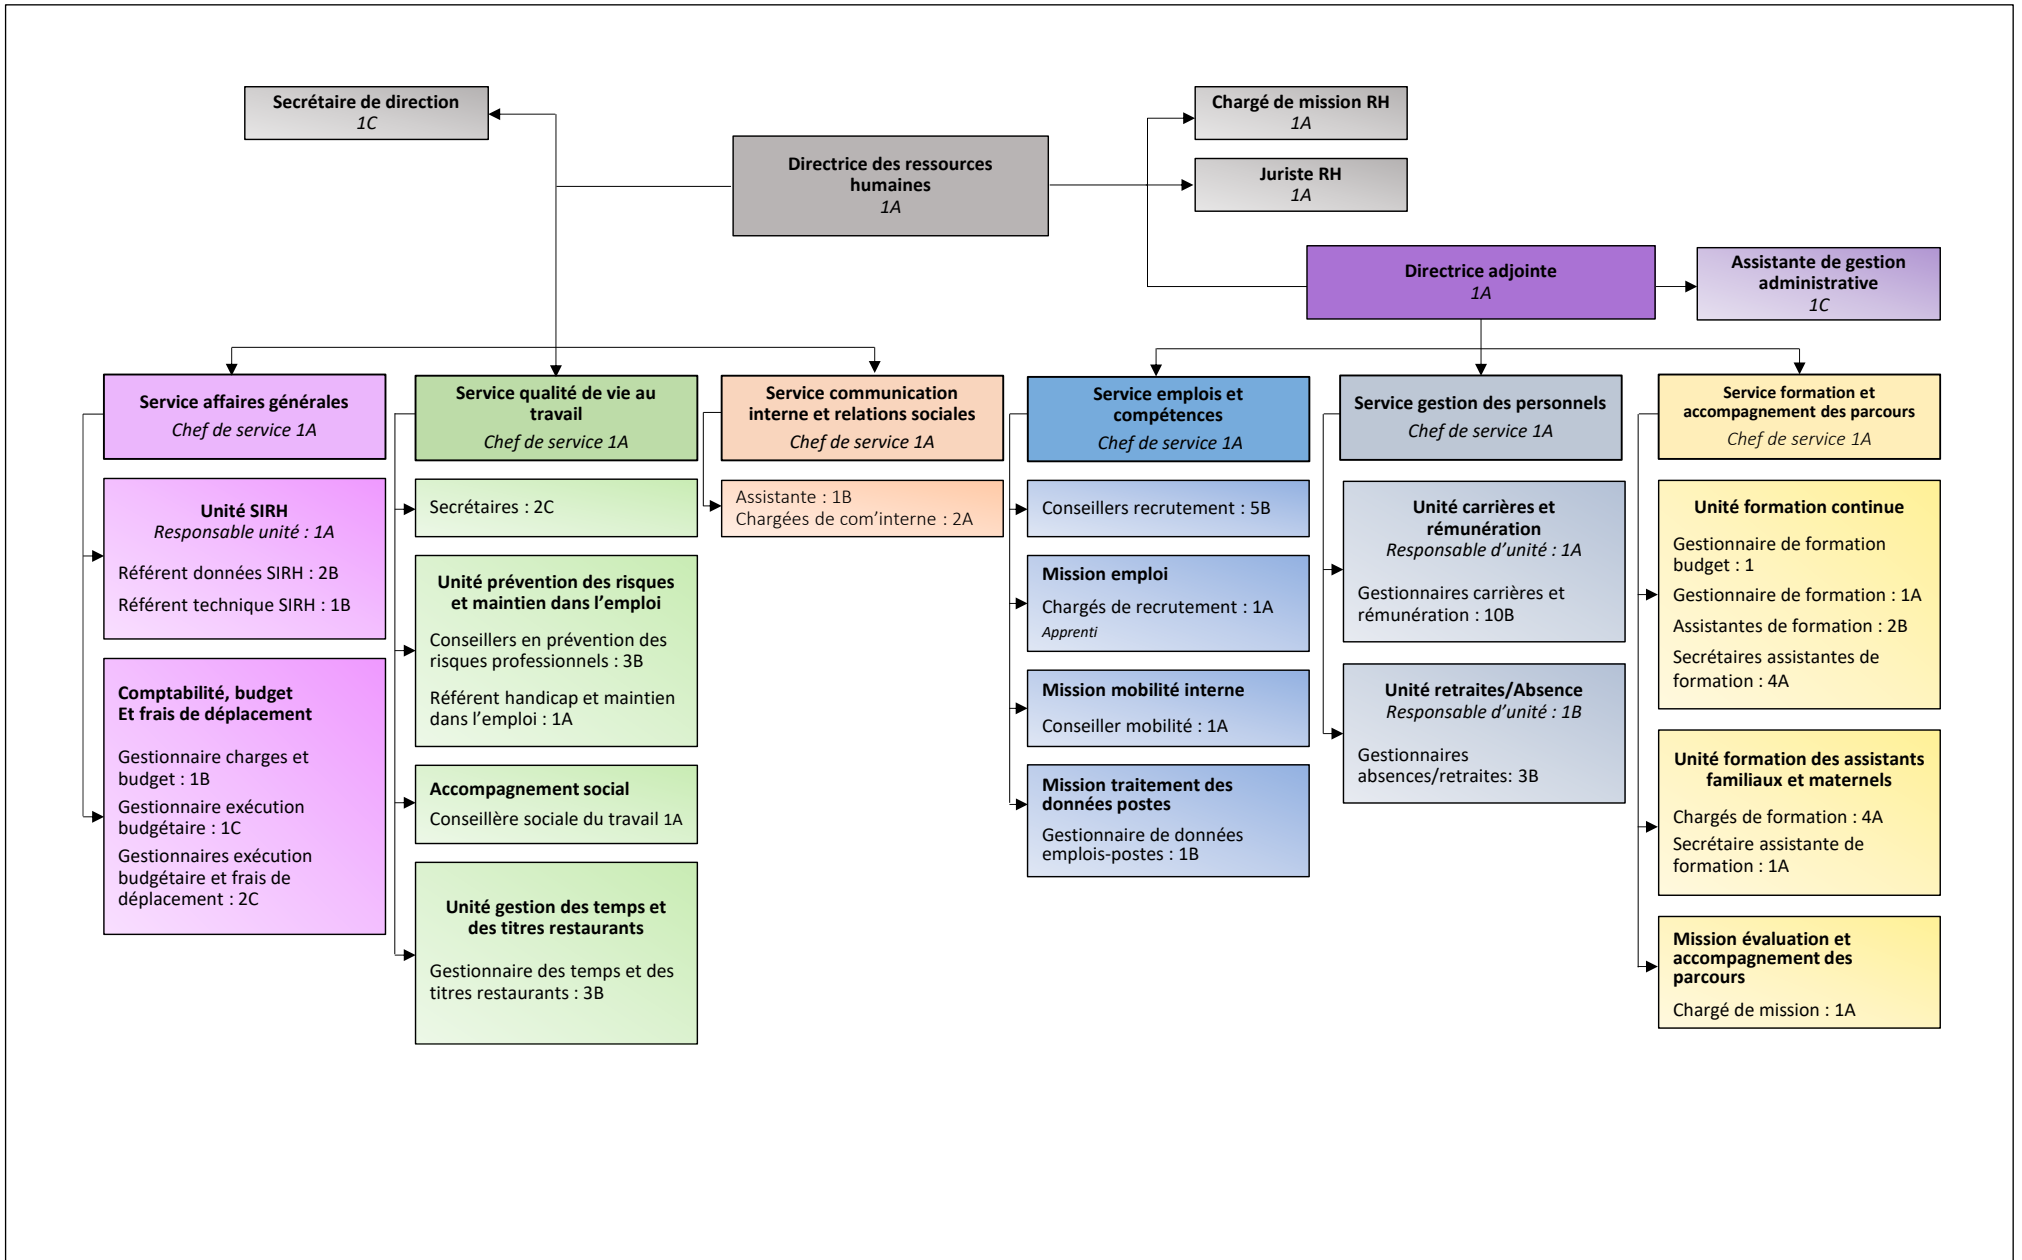 Secrétaire de direction
1C
Chargé de mission RH
1A
Directrice des ressources
humaines
1A
Juriste RH
1A
Directrice adjointe
1A
Assistante de gestion
administrative
1C
Service affaires générales
Chef de service 1A
Unité SIRH
Responsable unité : 1A
Référent données SIRH : 2B
Référent technique SIRH : 1B
Comptabilité, budget
Et frais de déplacement
Gestionnaire charges et
budget : 1B
Gestionnaire exécution
budgétaire : 1C
Gestionnaires exécution
budgétaire et frais de
déplacement : 2C
Service qualité de vie au
travail
Chef de service 1A
Secrétaires : 2C
Unité prévention des risques
et maintien dans l’emploi
Conseillers en prévention des
risques professionnels : 3B
Référent handicap et maintien
dans l’emploi : 1A
Accompagnement social
Conseillère sociale du travail 1A
Unité gestion des temps et
des titres restaurants
Gestionnaire des temps et des
titres restaurants : 3B
Service communication
interne et relations sociales
Chef de service 1A
Assistante : 1B
Chargées de com’interne : 2A
Service emplois et
compétences
Chef de service 1A
Conseillers recrutement : 5B
Mission emploi
Chargés de recrutement : 1A
Apprenti
Mission mobilité interne
Conseiller mobilité : 1A
Mission traitement des
données postes
Gestionnaire de données
emplois-postes : 1B
Service gestion des personnels
Chef de service 1A
Unité carrières et
rémunération
Responsable d’unité : 1A
Gestionnaires carrières et
rémunération : 10B
Unité retraites/Absence
Responsable d’unité : 1B
Gestionnaires
absences/retraites: 3B
Service formation et
accompagnement des parcours
Chef de service 1A
Unité formation continue
Gestionnaire de formation
budget : 1
Gestionnaire de formation : 1A
Assistantes de formation : 2B
Secrétaires assistantes de
formation : 4A
Unité formation des assistants
familiaux et maternels
Chargés de formation : 4A
Secrétaire assistante de
formation : 1A
Mission évaluation et
accompagnement des
parcours
Chargé de mission : 1A